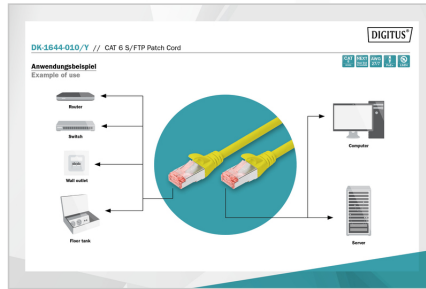 DIGITUS®
DK-1644-010/Y // CAT 6 S/FTP Patch Cord
Anwendungsbeispiel
Example of use
Router
Switch
Wall outlet
Floor tank
Computer
Server